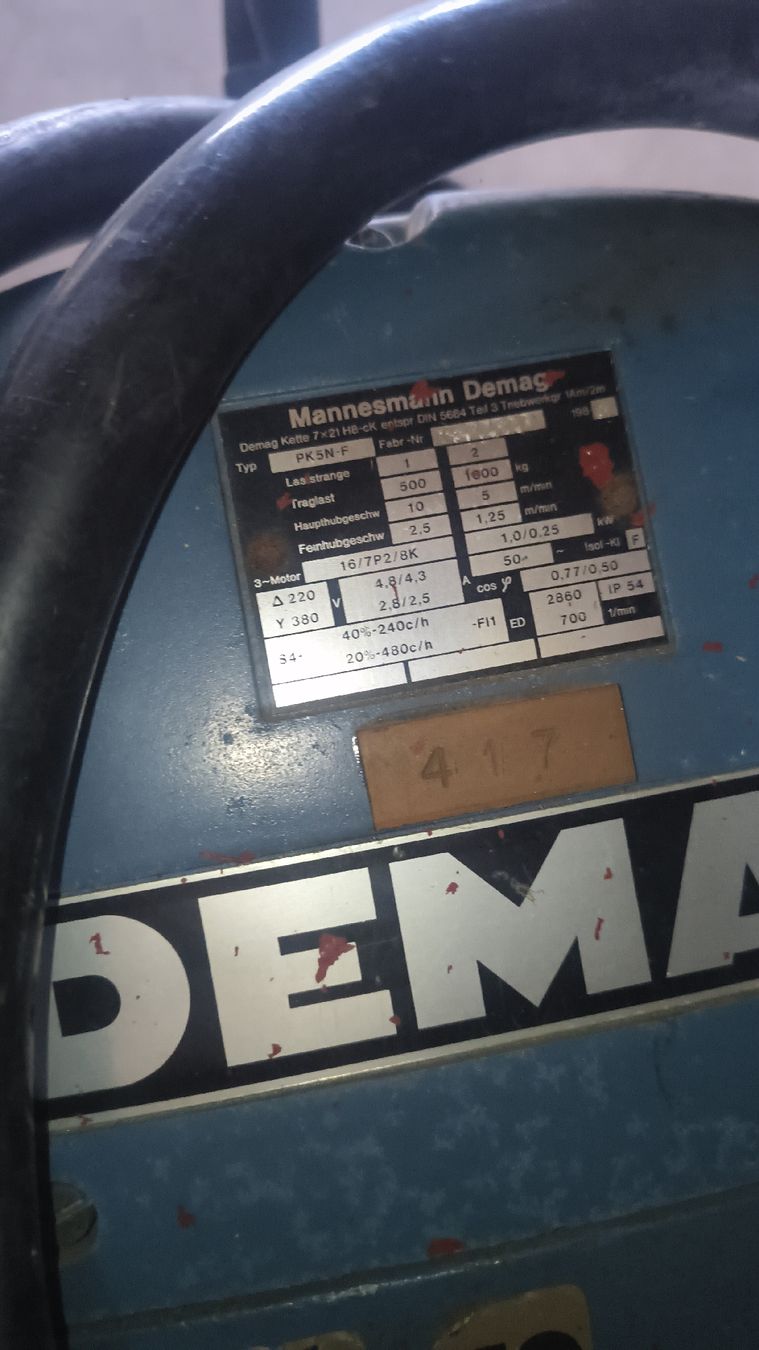 Mannesmann Demag
Demag Kette 7×21 HB-cK entspr DIN 5684 Teil 3 Triebwerkgr 1Am/2m
Typ PK5N-F Fabr-Nr 198
Laststränge 1 2
Traglast 500 1000 kg
Haupthubgeschw 10 5 m/min
Feinhubgeschw 2,5 1,25 m/min
3~Motor 16/7P2/8K 1,0/0.25 kW
Δ 220 V 4,8/4,3 A 50 ~ Isol-Kl F
Y 380 2,8/2,5 cos φ 0,77/0,50
S4- 40%-240c/h -FI1 ED 2860 IP 54
20%-480c/h 700 1/min
417
DEMA